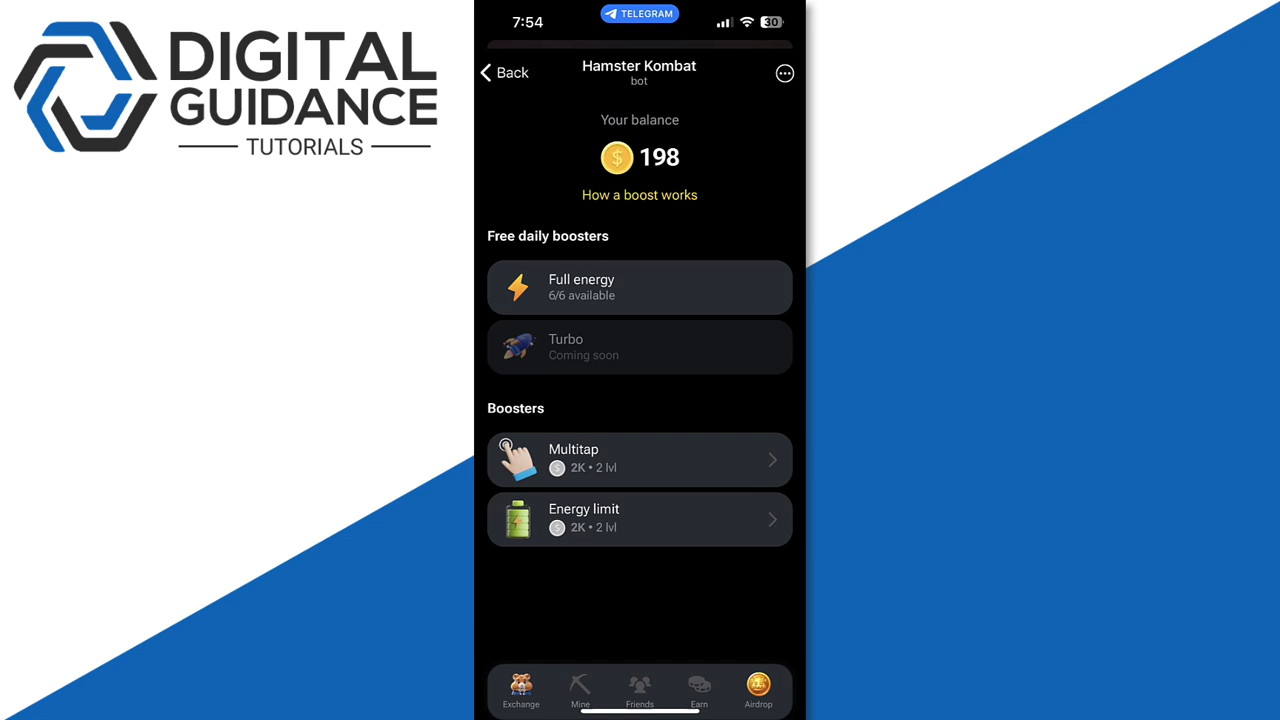 DIGITAL
GUIDANCE
TUTORIALS
7:54
TELEGRAM
30
Back
Hamster Kombat
bot
Your balance
198
How a boost works
Free daily boosters
Full energy
6/6 available
Turbo
Coming soon
Boosters
Multitap
2K • 2 lvl
Energy limit
2K • 2 lvl
Exchange
Mine
Friends
Earn
Airdrop